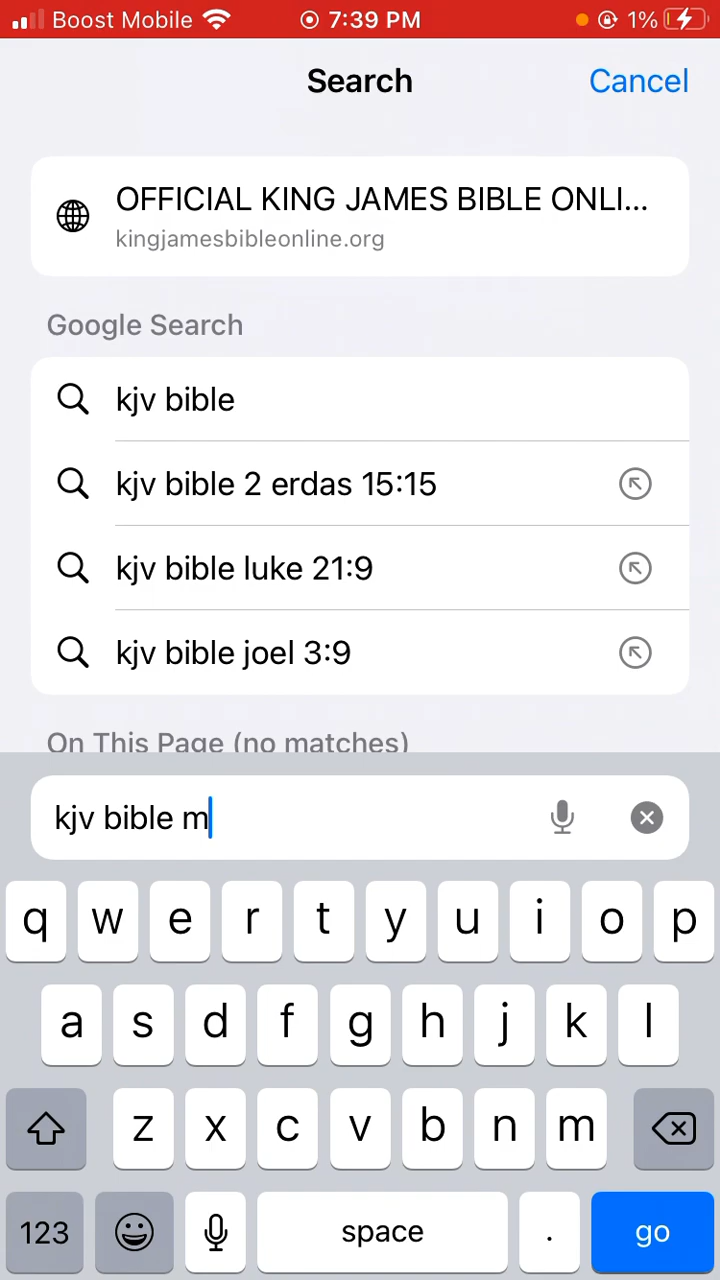 Boost Mobile 7:39 PM 1%
Search Cancel
OFFICIAL KING JAMES BIBLE ONLI...
kingjamesbibleonline.org
Google Search
kjv bible
kjv bible 2 erdas 15:15
kjv bible luke 21:9
kjv bible joel 3:9
On This Page (no matches)
kjv bible m
q w e r t y u i o p
a s d f g h j k l
z x c v b n m
123 space . go